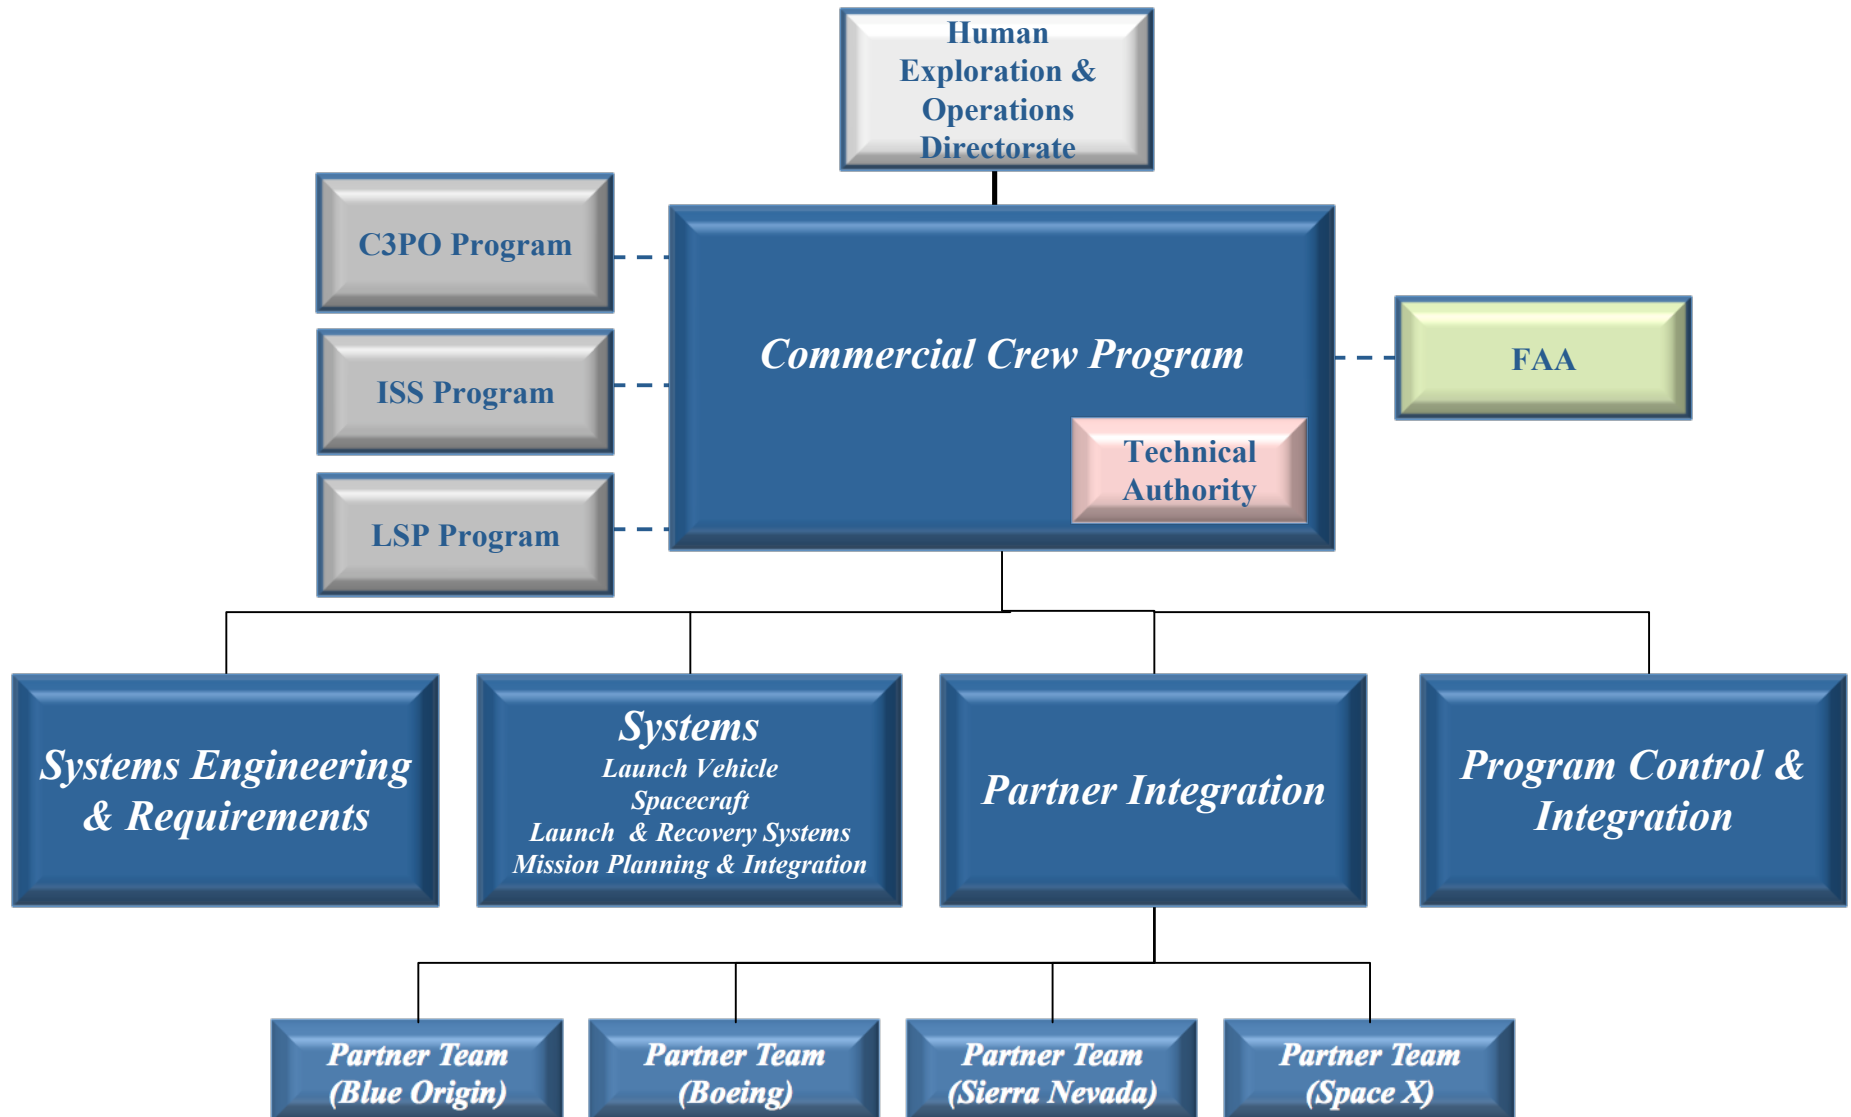 Human
Exploration &
Operations
Directorate
C3PO Program
ISS Program
LSP Program
Commercial Crew Program
Technical
Authority
FAA
Systems Engineering
& Requirements
Systems
Launch Vehicle
Spacecraft
Launch & Recovery Systems
Mission Planning & Integration
Partner Integration
Program Control &
Integration
Partner Team
(Blue Origin)
Partner Team
(Boeing)
Partner Team
(Sierra Nevada)
Partner Team
(Space X)